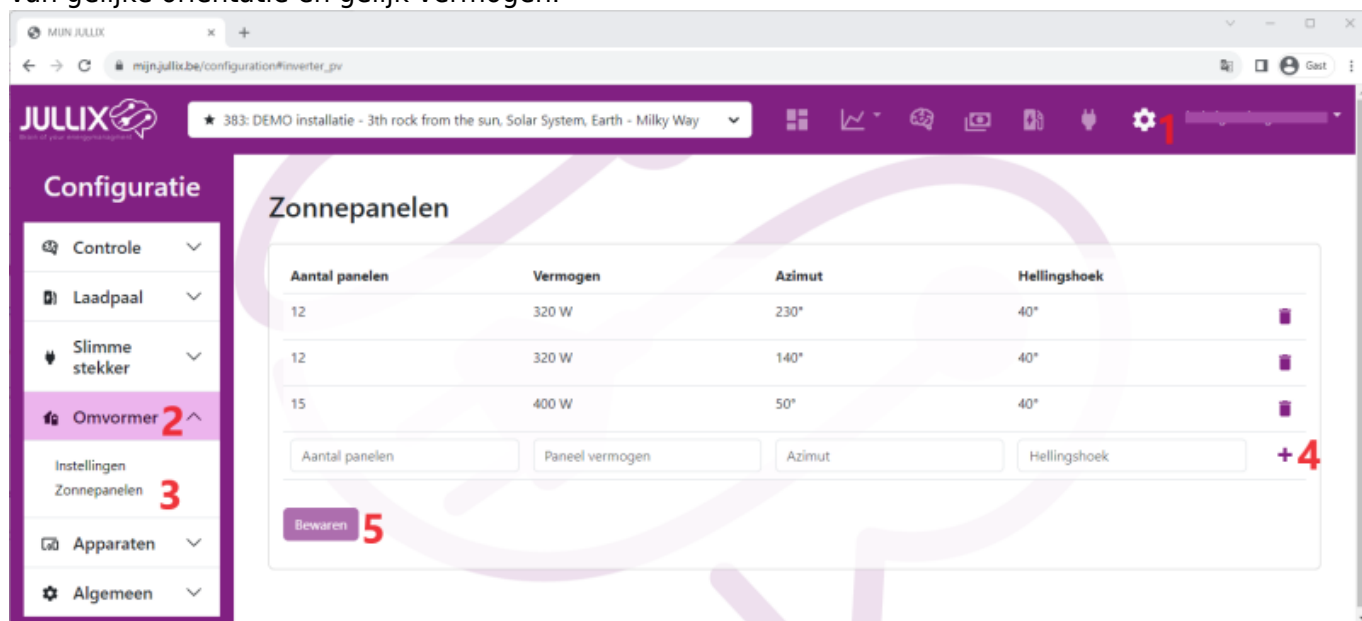 van gelijke oriëntatie en gelijk vermogen.
MIJN JULLIX
mijn.jullix.be/configuration#inverter_pv
Gast
JULLIX
383: DEMO installatie - 3th rock from the sun, Solar System, Earth - Milky Way
1
Configuratie
Zonnepanelen
Controle
Laadpaal
Slimme
stekker
Omvormer 2
Instellingen
Zonnepanelen 3
Apparaten
Algemeen
Aantal panelen Vermogen Azimut Hellingshoek
12 320 W 230° 40°
12 320 W 140° 40°
15 400 W 50° 40°
Aantal panelen Paneel vermogen Azimut Hellingshoek + 4
Bewaren 5